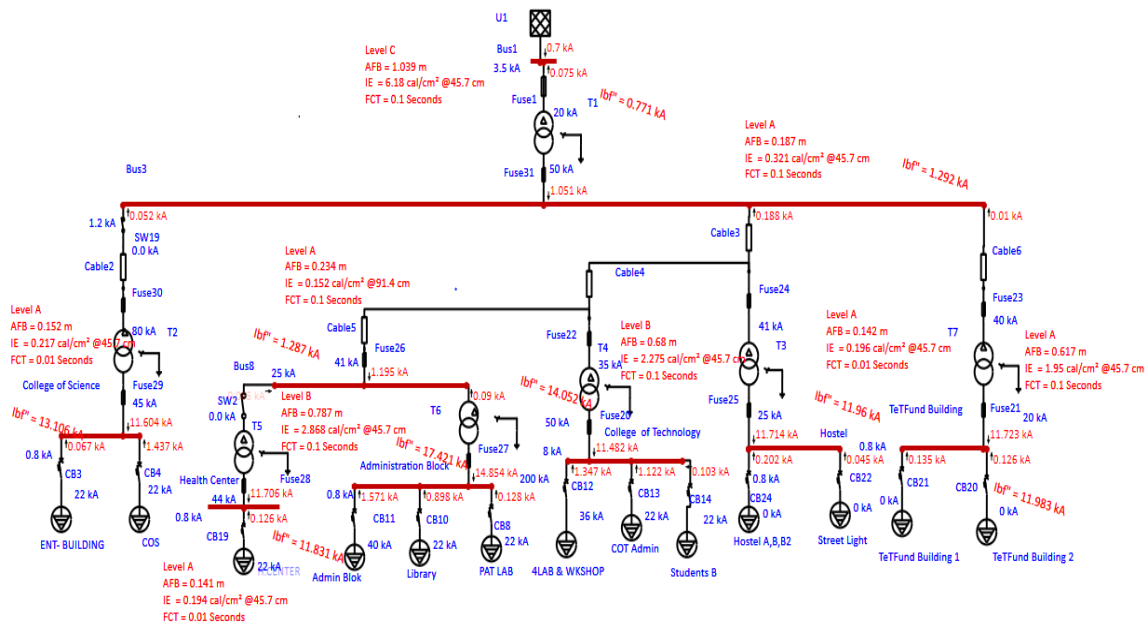 U1
0.7 kA
Bus1
3.5 kA
0.075 kA
Level C
AFB = 1.039 m
IE = 6.18 cal/cm² @45.7 cm
FCT = 0.1 Seconds
Fuse1
T1
Ibf" = 0.771 kA
20 kA
50 kA
Fuse31
1.051 kA
Level A
AFB = 0.187 m
IE = 0.321 cal/cm² @45.7 cm
FCT = 0.1 Seconds
Ibf" = 1.292 kA
Bus3
0.052 kA
1.2 kA
SW19
0.0 kA
Cable2
Fuse30
80 kA
T2
Level A
AFB = 0.152 m
IE = 0.217 cal/cm² @45.7 cm
FCT = 0.01 Seconds
College of Science
Fuse29
45 kA
Ibf" = 13.106 kA
11.604 kA
0.067 kA
1.437 kA
0.8 kA
CB3
CB4
22 kA
22 kA
ENT- BUILDING
COS
Level A
AFB = 0.234 m
IE = 0.152 cal/cm² @91.4 cm
FCT = 0.1 Seconds
Cable5
Ibf" = 1.287 kA
Fuse26
41 kA
1.195 kA
Bus8
25 kA
SW2
0.0 kA
T5
Level B
AFB = 0.787 m
IE = 2.868 cal/cm² @45.7 cm
FCT = 0.1 Seconds
Health Center
Fuse28
44 kA
11.706 kA
0.8 kA
0.126 kA
CB19
Ibf" = 11.831 kA
22 kA
Level A
AFB = 0.141 m
IE = 0.194 cal/cm² @45.7 cm
FCT = 0.01 Seconds
T6
0.09 kA
Ibf" = 17.421 kA
Fuse27
Administration Block
14.854 kA
200 kA
0.8 kA
1.571 kA
0.898 kA
0.128 kA
CB11
CB10
CB8
40 kA
22 kA
22 kA
Admin Blok
Library
PAT LAB
Cable4
Fuse22
T4
35 kA
Level B
AFB = 0.68 m
IE = 2.275 cal/cm² @45.7 cm
FCT = 0.1 Seconds
Ibf" = 14.052 kA
Fuse20
50 kA
College of Technology
8 kA
11.482 kA
1.347 kA
1.122 kA
0.103 kA
CB12
CB13
CB14
36 kA
22 kA
22 kA
4LAB & WKSHOP
COT Admin
Students B
0.188 kA
Cable3
Fuse24
41 kA
T3
Level A
AFB = 0.142 m
IE = 0.196 cal/cm² @45.7 cm
FCT = 0.01 Seconds
Fuse25
25 kA
Ibf" = 11.96 kA
11.714 kA
Hostel
0.8 kA
0.202 kA
0.045 kA
CB24
CB22
0 kA
0 kA
Hostel A,B,B2
Street Light
0.01 kA
Cable6
Fuse23
40 kA
T7
Level A
AFB = 0.617 m
IE = 1.95 cal/cm² @45.7 cm
FCT = 0.1 Seconds
TeTFund Building
Fuse21
20 kA
11.723 kA
0.8 kA
0.135 kA
0.126 kA
CB21
CB20
Ibf" = 11.983 kA
0 kA
0 kA
TeTFund Building 1
TeTFund Building 2